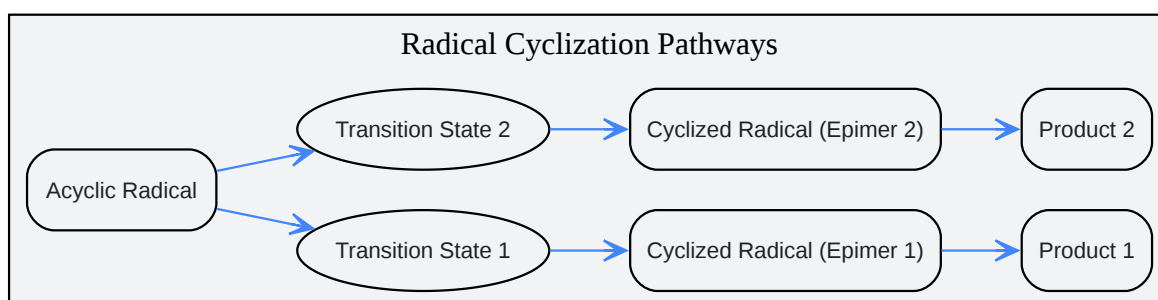 Radical Cyclization Pathways
Transition State 2
Cyclized Radical (Epimer 2)
Product 2
Acyclic Radical
Transition State 1
Cyclized Radical (Epimer 1)
Product 1